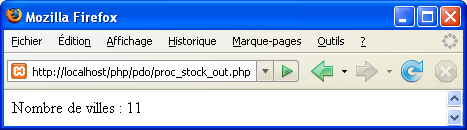 Mozilla Firefox
Fichier Édition Affichage Historique Marque-pages Outils ?
http://localhost/php/pdo/proc_stock_out.php
Nombre de villes : 11